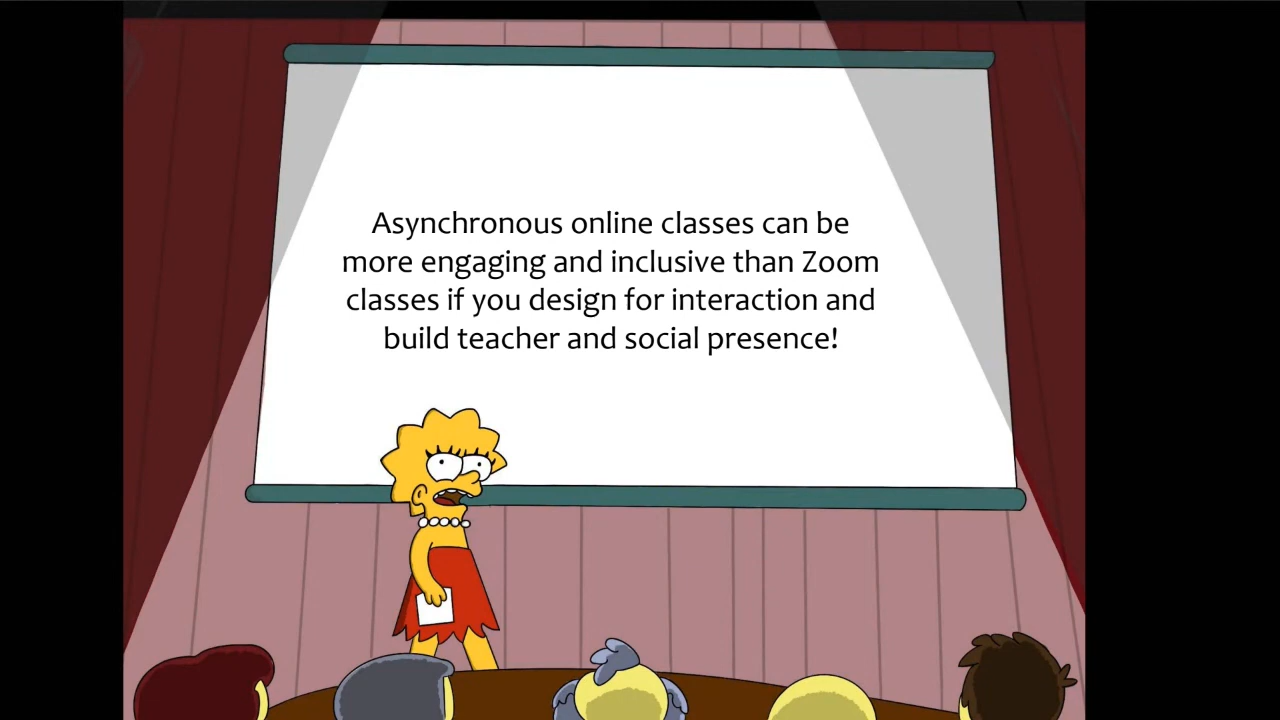 Asynchronous online classes can be
more engaging and inclusive than Zoom
classes if you design for interaction and
build teacher and social presence!